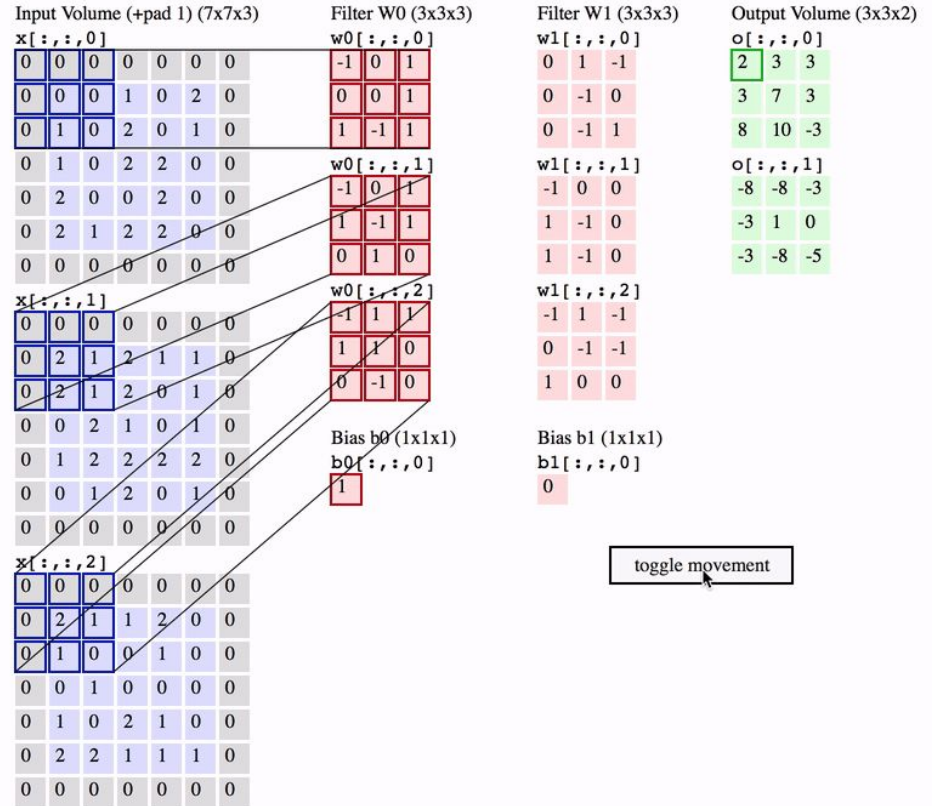 Input Volume (+pad 1) (7x7x3)
x[:,:,0]
0 0 0 0 0 0 0
0 0 0 1 0 2 0
0 1 0 2 0 1 0
0 1 0 2 2 0 0
0 2 0 0 2 0 0
0 2 1 2 2 0 0
0 0 0 0 0 0 0
x[:,:,1]
0 0 0 0 0 0 0
0 2 1 2 1 1 0
0 2 1 2 0 1 0
0 0 2 1 0 1 0
0 1 2 2 2 2 0
0 0 1 2 0 1 0
0 0 0 0 0 0 0
x[:,:,2]
0 0 0 0 0 0 0
0 2 1 1 2 0 0
0 1 0 0 1 0 0
0 0 1 0 0 0 0
0 1 0 2 1 0 0
0 2 2 1 1 1 0
0 0 0 0 0 0 0
Filter W0 (3x3x3)
w0[:,:,0]
-1 0 1
0 0 1
1 -1 1
w0[:,:,1]
-1 0 1
1 -1 1
0 1 0
w0[:,:,2]
-1 1 1
1 1 0
0 -1 0
Bias b0 (1x1x1)
b0[:,:,0]
1
Filter W1 (3x3x3)
w1[:,:,0]
0 1 -1
0 -1 0
0 -1 1
w1[:,:,1]
-1 0 0
1 -1 0
1 -1 0
w1[:,:,2]
-1 1 -1
0 -1 -1
1 0 0
Bias b1 (1x1x1)
b1[:,:,0]
0
Output Volume (3x3x2)
o[:,:,0]
2 3 3
3 7 3
8 10 -3
o[:,:,1]
-8 -8 -3
-3 1 0
-3 -8 -5
toggle movement